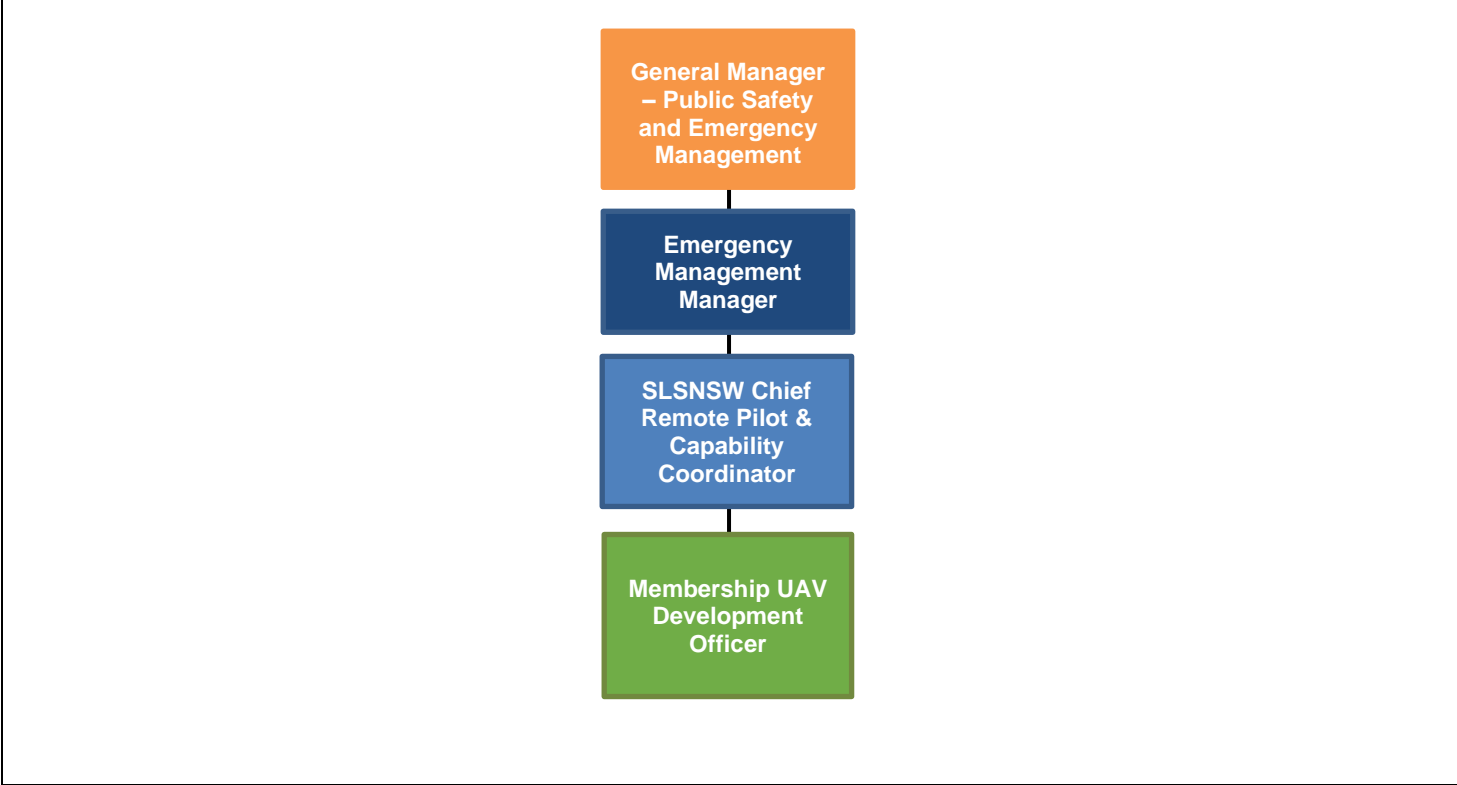 General Manager
– Public Safety
and Emergency
Management
Emergency
Management
Manager
SLSNSW Chief
Remote Pilot &
Capability
Coordinator
Membership UAV
Development
Officer